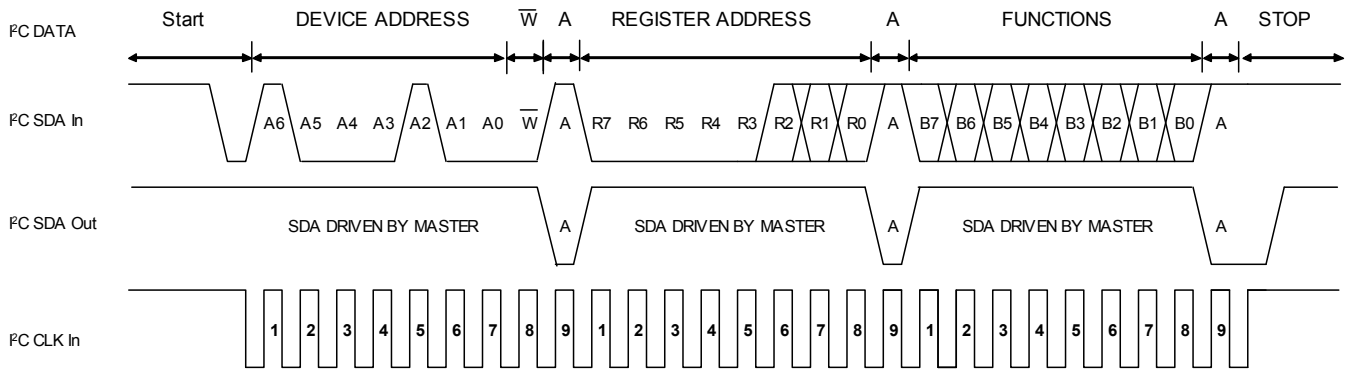 I²C DATA Start DEVICE ADDRESS W̅ A REGISTER ADDRESS A FUNCTIONS A STOP
I²C SDA In A6 A5 A4 A3 A2 A1 A0 W̅ A R7 R6 R5 R4 R3 R2 R1 R0 A B7 B6 B5 B4 B3 B2 B1 B0 A
I²C SDA Out SDA DRIVEN BY MASTER A SDA DRIVEN BY MASTER A SDA DRIVEN BY MASTER A
I²C CLK In 1 2 3 4 5 6 7 8 9 1 2 3 4 5 6 7 8 9 1 2 3 4 5 6 7 8 9